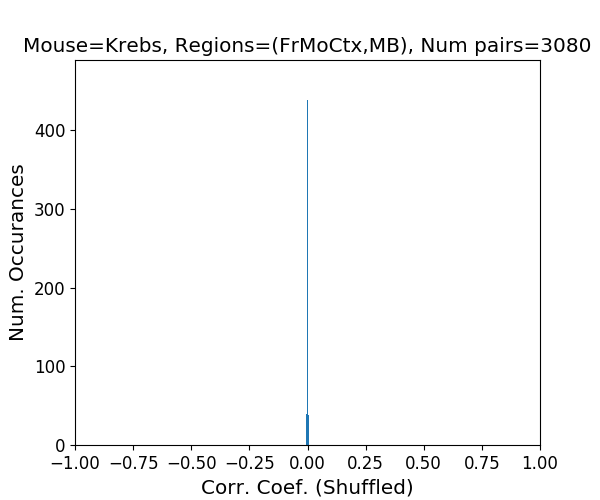 Mouse=Krebs, Regions=(FrMoCtx,MB), Num pairs=3080
Num. Occurances
400
300
200
100
0
−1.00 −0.75 −0.50 −0.25 0.00 0.25 0.50 0.75 1.00
Corr. Coef. (Shuffled)